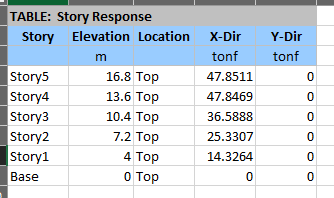 TABLE: Story Response
Story Elevation Location X-Dir Y-Dir
m tonf tonf
Story5 16.8 Top 47.8511 0
Story4 13.6 Top 47.8469 0
Story3 10.4 Top 36.5888 0
Story2 7.2 Top 25.3307 0
Story1 4 Top 14.3264 0
Base 0 Top 0 0